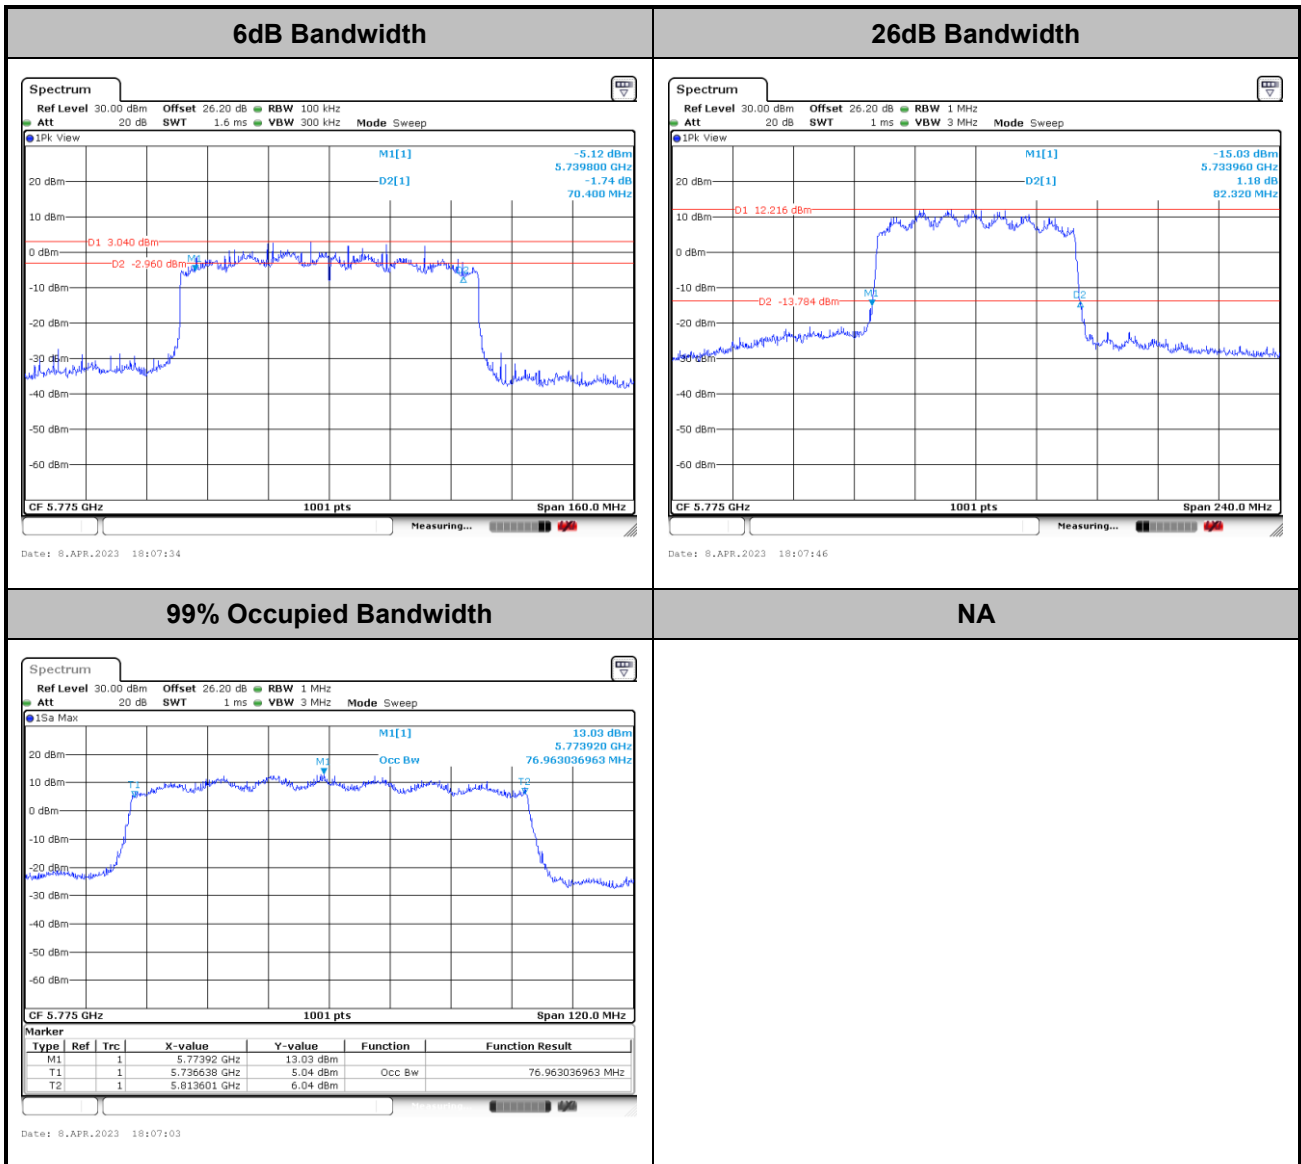 6dB Bandwidth
26dB Bandwidth
Spectrum
Ref Level 30.00 dBm Offset 26.20 dB RBW 100 kHz
Att 20 dB SWT 1.6 ms VBW 300 kHz Mode Sweep
1Pk View
M1[1] -5.12 dBm
5.739800 GHz
D2[1] -1.74 dB
70.400 MHz
20 dBm
10 dBm
D1 3.040 dBm
0 dBm
M1
D2 -2.960 dBm
-10 dBm
-20 dBm
-30 dBm
-40 dBm
-50 dBm
-60 dBm
CF 5.775 GHz 1001 pts Span 160.0 MHz
Measuring...
Date: 8.APR.2023 18:07:34
Spectrum
Ref Level 30.00 dBm Offset 26.20 dB RBW 1 MHz
Att 20 dB SWT 1 ms VBW 3 MHz Mode Sweep
1Pk View
M1[1] -15.03 dBm
5.733960 GHz
D2[1] 1.18 dB
82.320 MHz
20 dBm
D1 12.216 dBm
10 dBm
0 dBm
-10 dBm
M1 D2
D2 -13.784 dBm
-20 dBm
-30 dBm
-40 dBm
-50 dBm
-60 dBm
CF 5.775 GHz 1001 pts Span 240.0 MHz
Measuring...
Date: 8.APR.2023 18:07:46
99% Occupied Bandwidth
NA
Spectrum
Ref Level 30.00 dBm Offset 26.20 dB RBW 1 MHz
Att 20 dB SWT 1 ms VBW 3 MHz Mode Sweep
1Sa Max
M1[1] 13.03 dBm
5.773920 GHz
Occ Bw 76.963036963 MHz
20 dBm
M1
10 dBm
T1 T2
0 dBm
-10 dBm
-20 dBm
-30 dBm
-40 dBm
-50 dBm
-60 dBm
CF 5.775 GHz 1001 pts Span 120.0 MHz
Marker
Type Ref Trc X-value Y-value Function Function Result
M1 1 5.77392 GHz 13.03 dBm
T1 1 5.736638 GHz 5.04 dBm Occ Bw 76.963036963 MHz
T2 1 5.813601 GHz 6.04 dBm
Measuring...
Date: 8.APR.2023 18:07:03